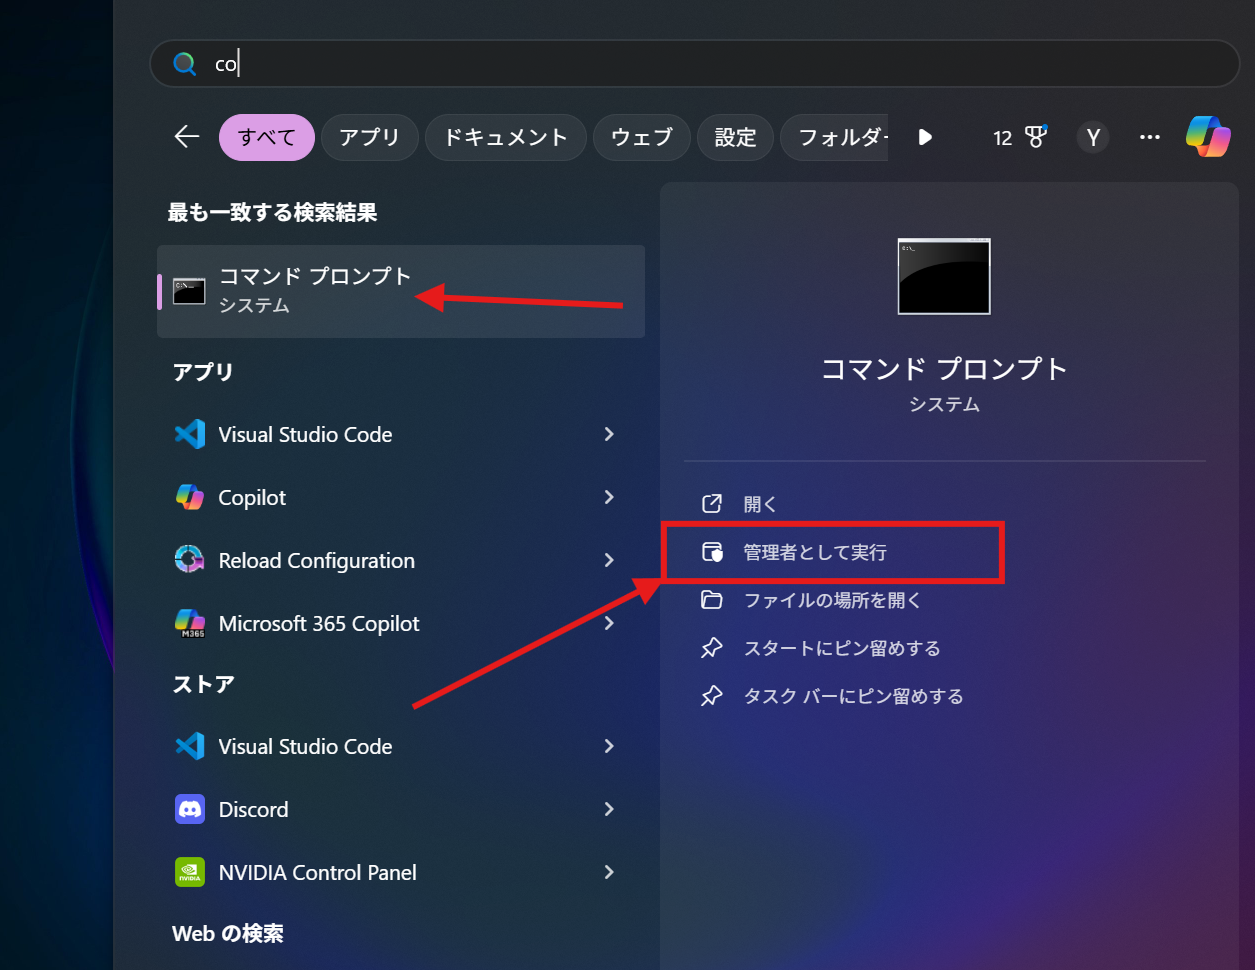 co
すべて
アプリ
ドキュメント
ウェブ
設定
フォルダー
12
Y
最も一致する検索結果
C:\_
コマンド プロンプト
システム
アプリ
Visual Studio Code
Copilot
Reload Configuration
Microsoft 365 Copilot
M365
ストア
Visual Studio Code
Discord
NVIDIA Control Panel
NVIDIA
Web の検索
C:\_
コマンド プロンプト
システム
開く
管理者として実行
ファイルの場所を開く
スタートにピン留めする
タスク バーにピン留めする